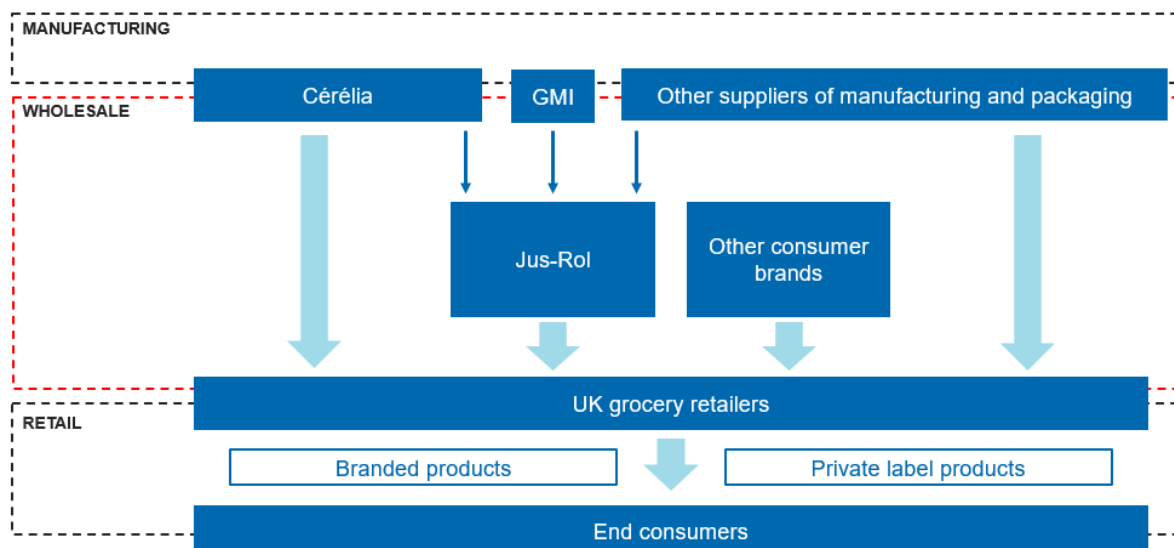 MANUFACTURING
Cérélia
GMI
Other suppliers of manufacturing and packaging
WHOLESALE
Jus-Rol
Other consumer
brands
UK grocery retailers
RETAIL
Branded products
Private label products
End consumers